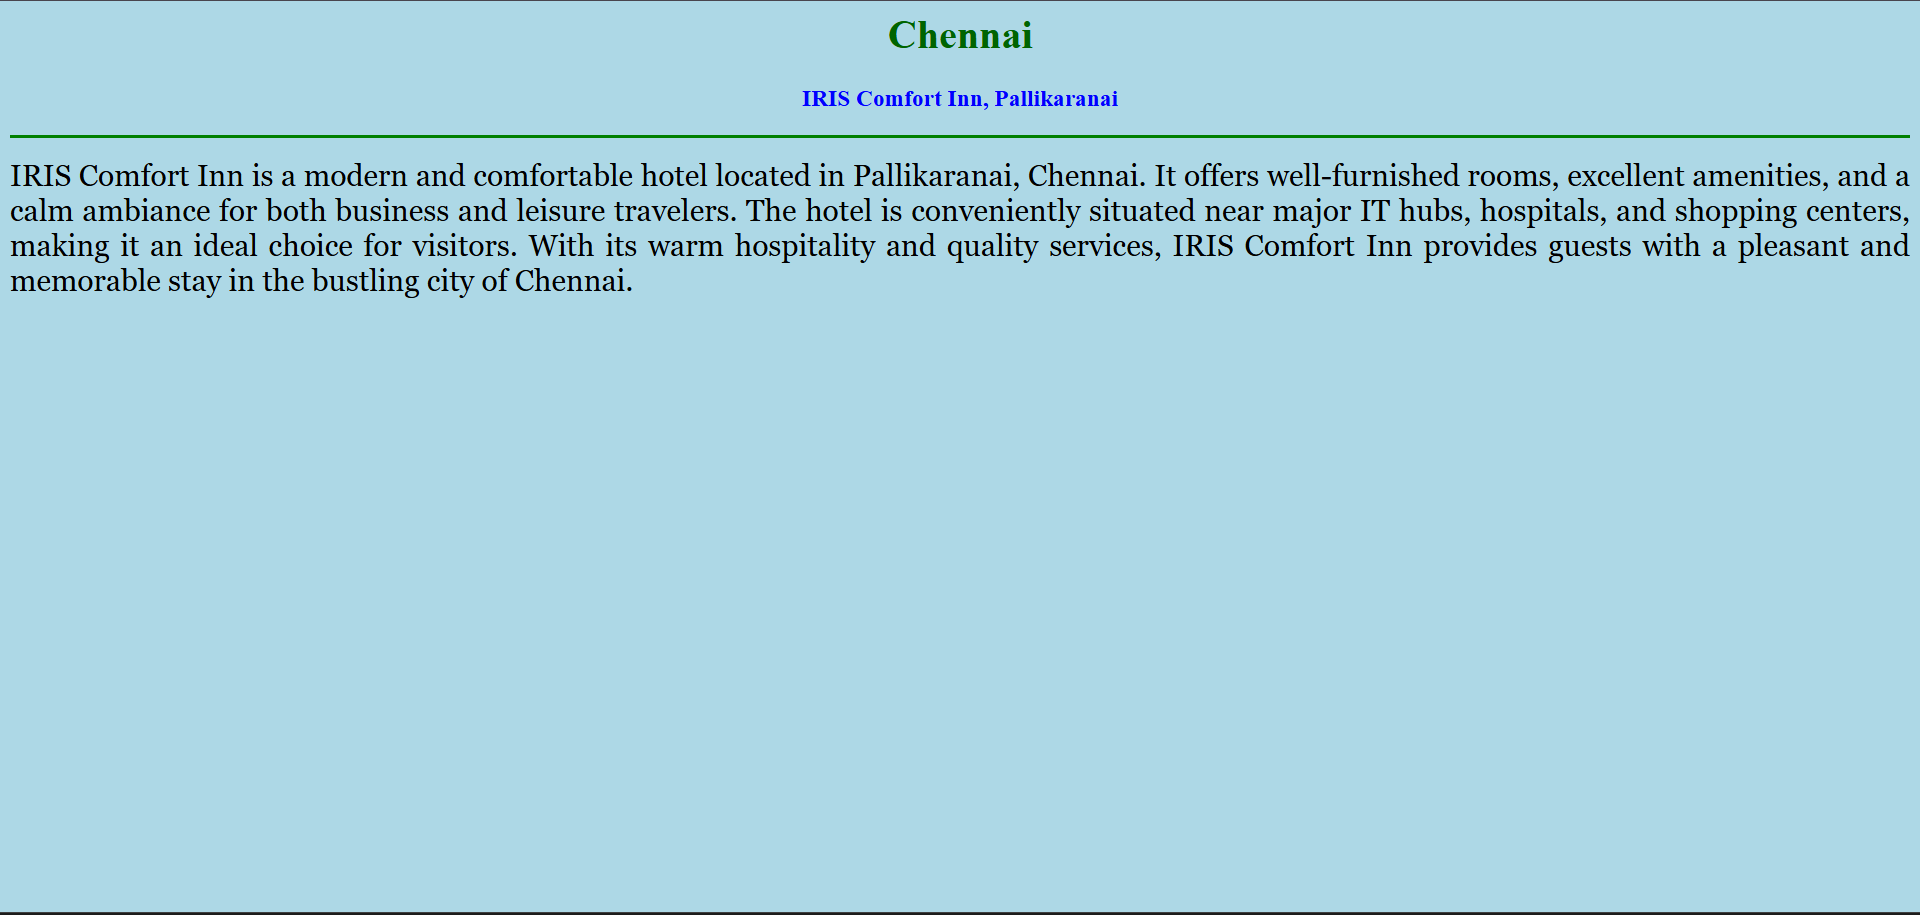 Chennai
IRIS Comfort Inn, Pallikaranai
IRIS Comfort Inn is a modern and comfortable hotel located in Pallikaranai, Chennai. It offers well-furnished rooms, excellent amenities, and a
calm ambiance for both business and leisure travelers. The hotel is conveniently situated near major IT hubs, hospitals, and shopping centers,
making it an ideal choice for visitors. With its warm hospitality and quality services, IRIS Comfort Inn provides guests with a pleasant and
memorable stay in the bustling city of Chennai.